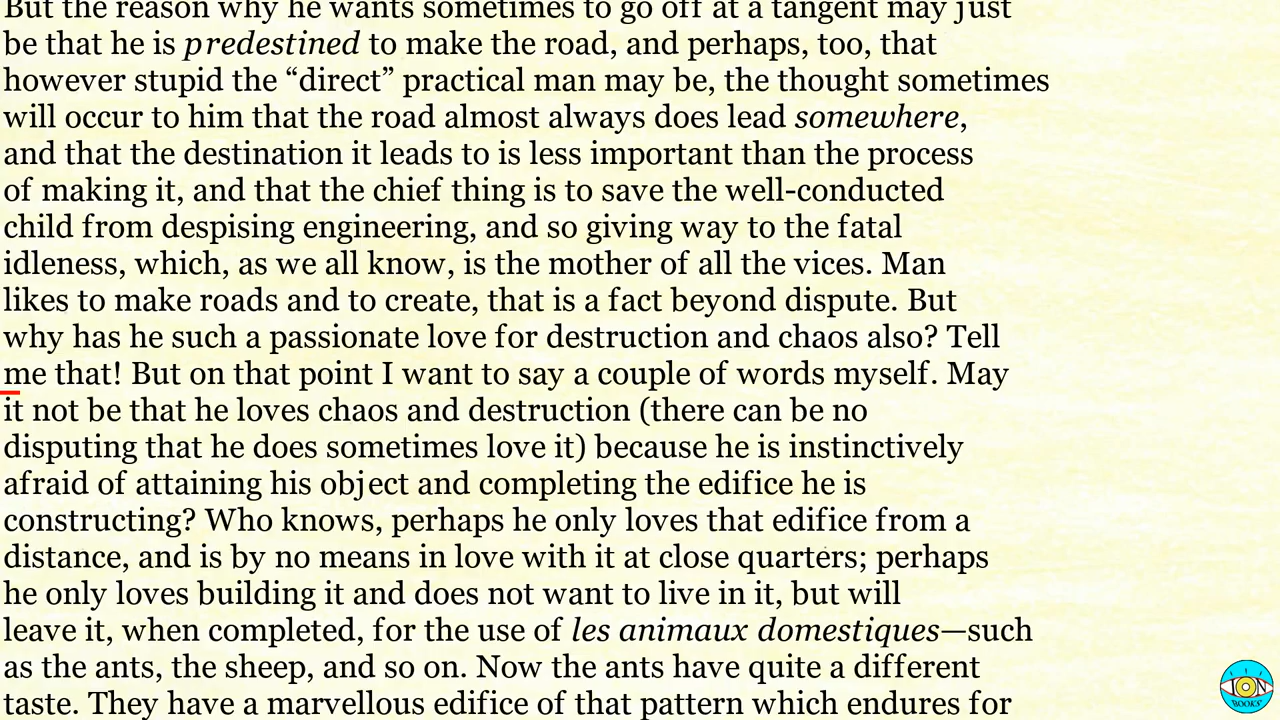 But the reason why he wants sometimes to go off at a tangent may just
be that he is predestined to make the road, and perhaps, too, that
however stupid the “direct” practical man may be, the thought sometimes
will occur to him that the road almost always does lead somewhere,
and that the destination it leads to is less important than the process
of making it, and that the chief thing is to save the well-conducted
child from despising engineering, and so giving way to the fatal
idleness, which, as we all know, is the mother of all the vices. Man
likes to make roads and to create, that is a fact beyond dispute. But
why has he such a passionate love for destruction and chaos also? Tell
me that! But on that point I want to say a couple of words myself. May
it not be that he loves chaos and destruction (there can be no
disputing that he does sometimes love it) because he is instinctively
afraid of attaining his object and completing the edifice he is
constructing? Who knows, perhaps he only loves that edifice from a
distance, and is by no means in love with it at close quarters; perhaps
he only loves building it and does not want to live in it, but will
leave it, when completed, for the use of les animaux domestiques—such
as the ants, the sheep, and so on. Now the ants have quite a different
taste. They have a marvellous edifice of that pattern which endures for
ION
BOOKS